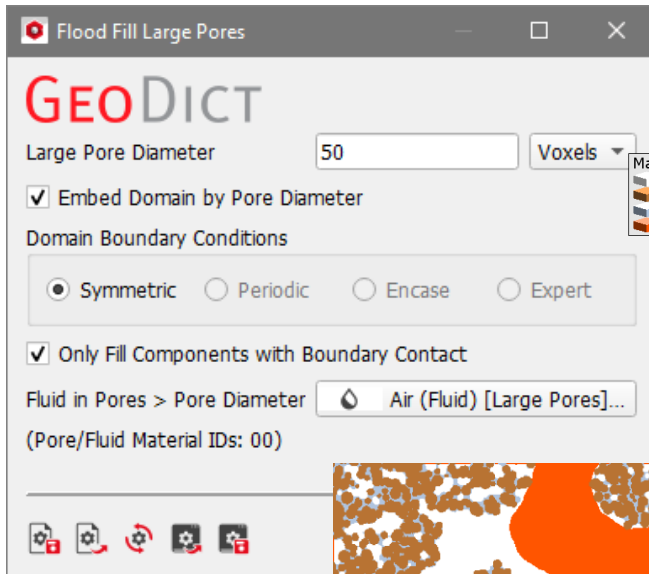 Flood Fill Large Pores
GEODICT
Large Pore Diameter 50 Voxels
Embed Domain by Pore Diameter
Domain Boundary Conditions
Symmetric Periodic Encase Expert
Only Fill Components with Boundary Contact
Fluid in Pores > Pore Diameter Air (Fluid) [Large Pores]...
(Pore/Fluid Material IDs: 00)